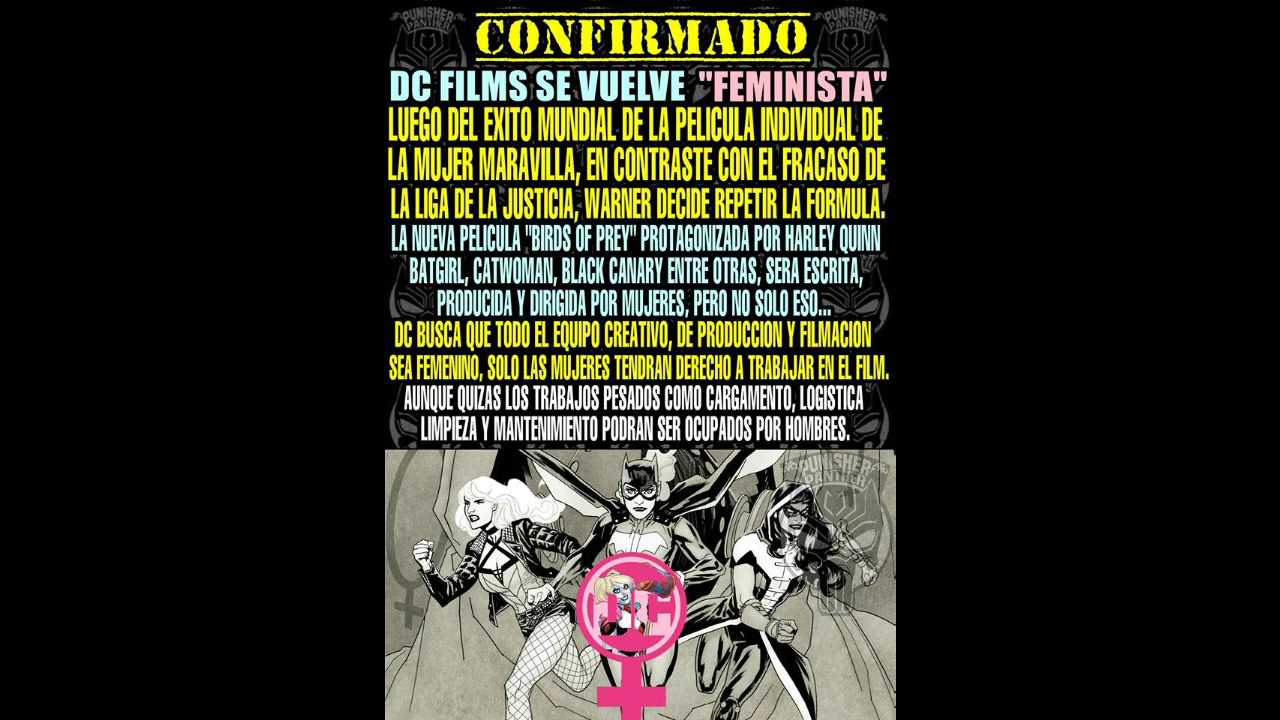 PUNISHER PANTHER
PUNISHER PANTHER
CONFIRMADO
DC FILMS SE VUELVE "FEMINISTA"
LUEGO DEL EXITO MUNDIAL DE LA PELICULA INDIVIDUAL DE
LA MUJER MARAVILLA, EN CONTRASTE CON EL FRACASO DE
LA LIGA DE LA JUSTICIA, WARNER DECIDE REPETIR LA FORMULA.
LA NUEVA PELICULA "BIRDS OF PREY" PROTAGONIZADA POR HARLEY QUINN
BATGIRL, CATWOMAN, BLACK CANARY ENTRE OTRAS, SERA ESCRITA,
PRODUCIDA Y DIRIGIDA POR MUJERES, PERO NO SOLO ESO...
DC BUSCA QUE TODO EL EQUIPO CREATIVO, DE PRODUCCION Y FILMACION
SEA FEMENINO, SOLO LAS MUJERES TENDRAN DERECHO A TRABAJAR EN EL FILM.
AUNQUE QUIZAS LOS TRABAJOS PESADOS COMO CARGAMENTO, LOGISTICA
LIMPIEZA Y MANTENIMIENTO PODRAN SER OCUPADOS POR HOMBRES.
PUNISHER
PANTHER
DC